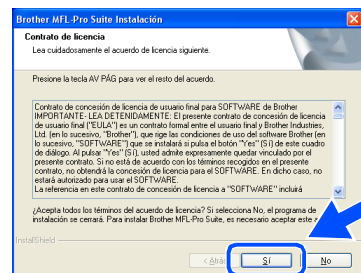 Brother MFL-Pro Suite Instalación
Contrato de licencia
Lea cuidadosamente el acuerdo de licencia siguiente.
Presione la tecla AV PÁG para ver el resto del acuerdo.
Contrato de concesión de licencia de usuario final para SOFTWARE de Brother
IMPORTANTE- LEA DETENIDAMENTE: El presente contrato de concesión de licencia
de usuario final ("EULA") es un contrato formal entre el usuario final y Brother Industries,
Ltd. (en lo sucesivo, "Brother"), que rige las condiciones de uso del software Brother (en
lo sucesivo, "SOFTWARE") que se instalará si pulsa el botón "Yes" (Sí) de este cuadro
de diálogo. Al pulsar "Yes" (Sí), usted admite expresamente quedar vinculado por el
presente contrato. Si no está de acuerdo con los términos recogidos en el presente
contrato, no obtendrá la concesión de licencia para el SOFTWARE. En dicho caso, no
estará autorizado para usar el SOFTWARE.
La referencia en este contrato de concesión de licencia a "SOFTWARE" incluirá
¿Acepta todos los términos del acuerdo de licencia? Si selecciona No, el programa de
instalación se cerrará. Para instalar Brother MFL-Pro Suite, es necesario aceptar este
InstallShield
< Atrás Sí No